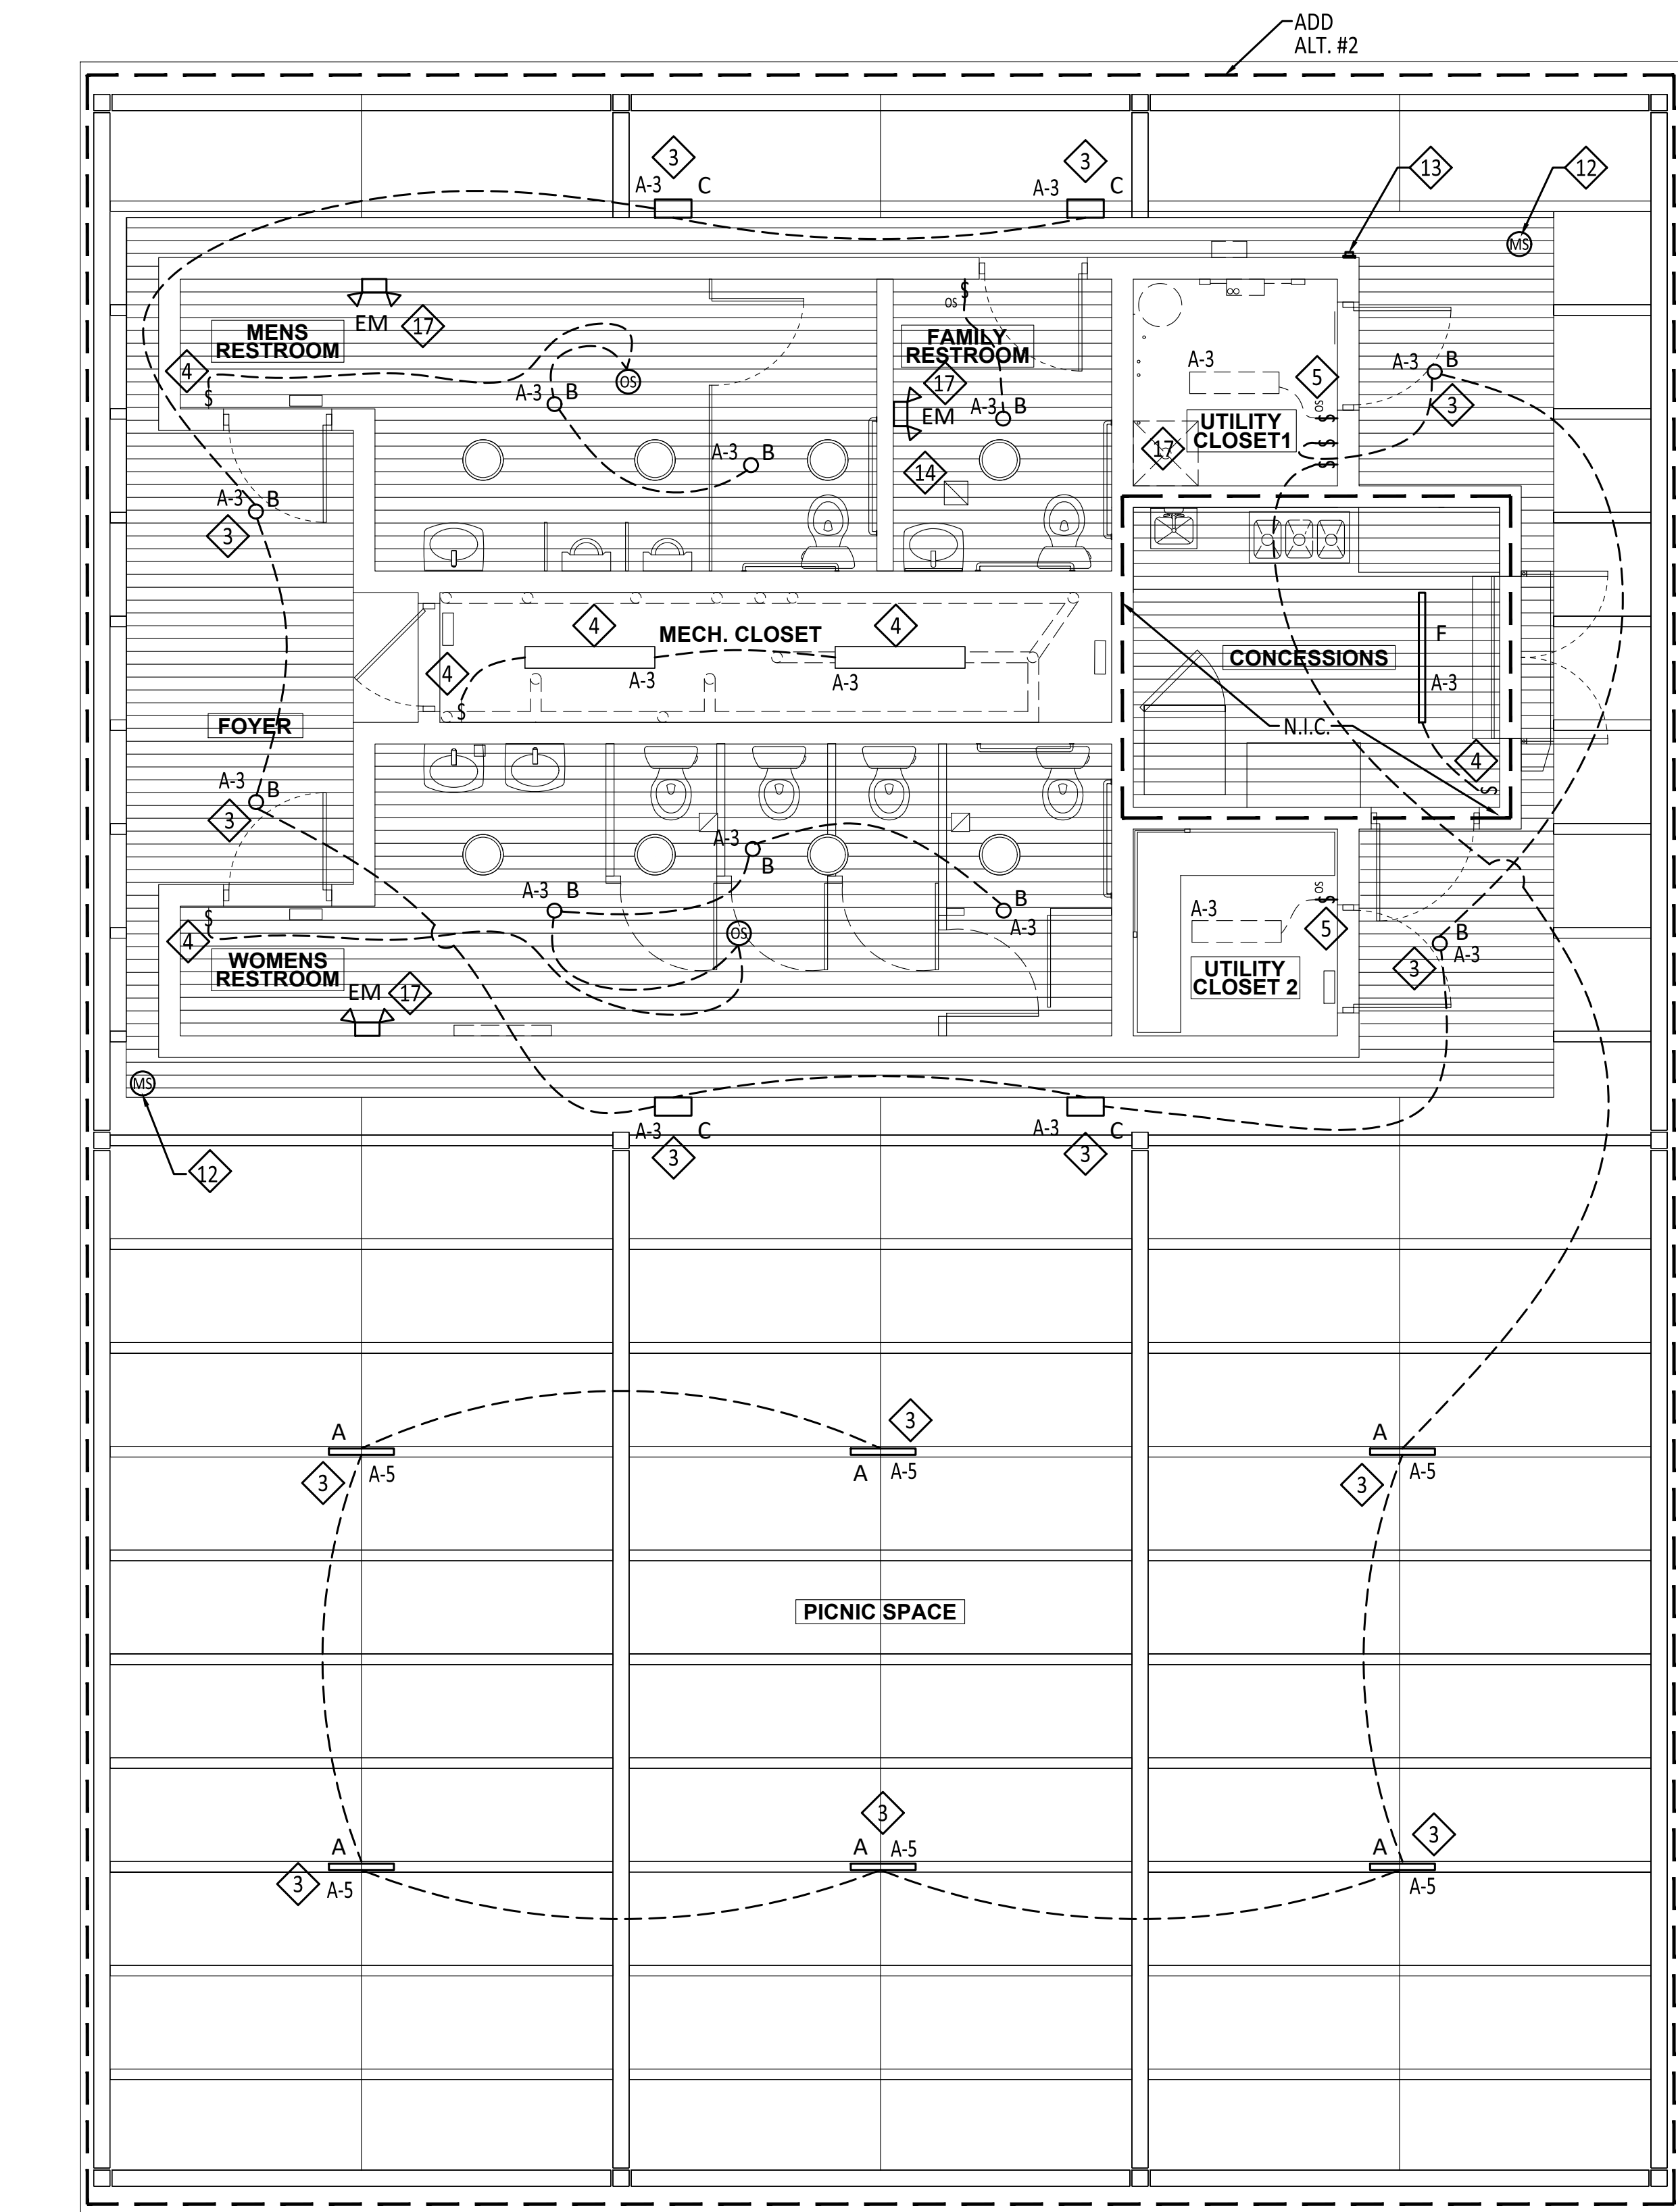 ADD
ALT. #2
3
3
13
12
A-3 C
A-3 C
MS
OS $
MENS
RESTROOM
EM 17
FAMILY
RESTROOM
4
$
OS
A-3 B
17
EM
A-3 B
A-3
5
A-3 B
3
OS
$
UTILITY
CLOSET1
$
$
17
A-3 B
14
A-3 B
3
4
MECH. CLOSET
4
F
CONCESSIONS
4
A-3
A-3
A-3
$
FOYER
N.I.C.
4
$
A-3 B
3
A-3
B
A-3 B
B
A-3
A-3
OS
$
5
$
4
OS
B
A-3
3
WOMENS
RESTROOM
UTILITY
CLOSET 2
EM 17
MS
A-3 C
A-3 C
3
3
12
A
3
A
3
A-5
A A-5
3
A-5
PICNIC SPACE
3
3
A
A A-5
A
3
A-5
A-5